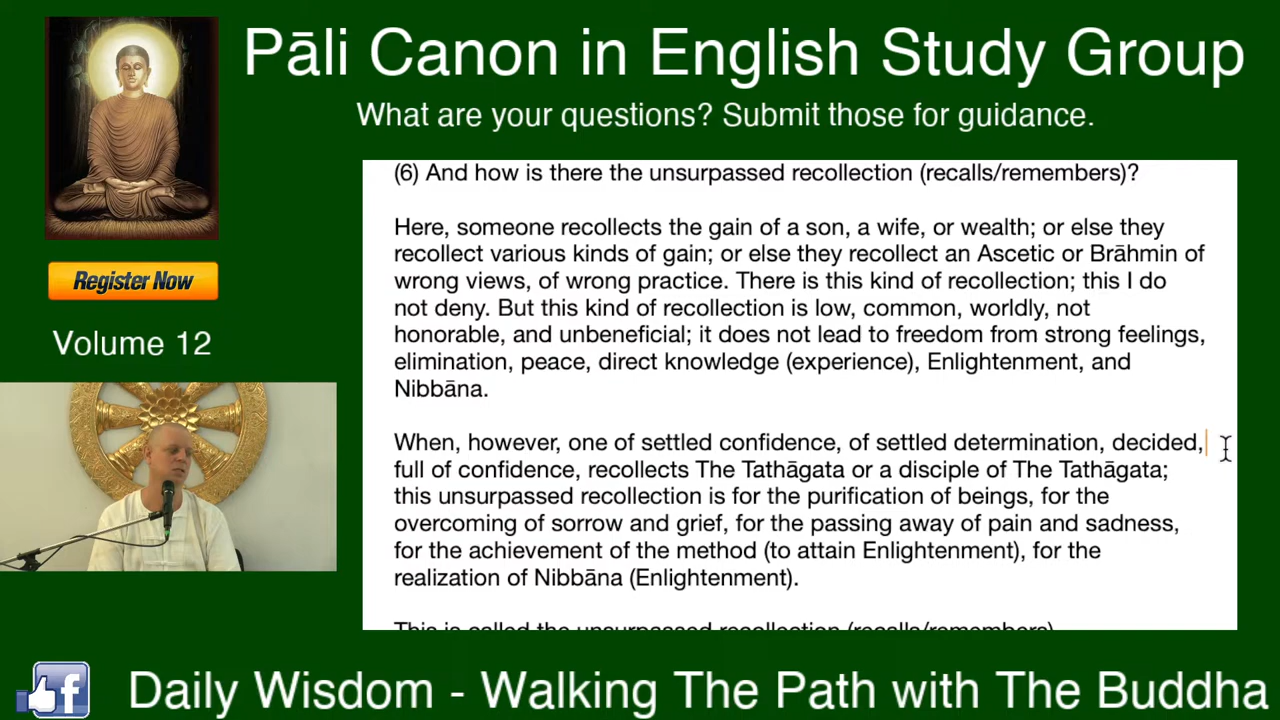 Pāli Canon in English Study Group
What are your questions? Submit those for guidance.
Register Now
Volume 12
(6) And how is there the unsurpassed recollection (recalls/remembers)?
Here, someone recollects the gain of a son, a wife, or wealth; or else they
recollect various kinds of gain; or else they recollect an Ascetic or Brāhmin of
wrong views, of wrong practice. There is this kind of recollection; this I do
not deny. But this kind of recollection is low, common, worldly, not
honorable, and unbeneficial; it does not lead to freedom from strong feelings,
elimination, peace, direct knowledge (experience), Enlightenment, and
Nibbāna.
When, however, one of settled confidence, of settled determination, decided,
full of confidence, recollects The Tathāgata or a disciple of The Tathāgata;
this unsurpassed recollection is for the purification of beings, for the
overcoming of sorrow and grief, for the passing away of pain and sadness,
for the achievement of the method (to attain Enlightenment), for the
realization of Nibbāna (Enlightenment).
This is called the unsurpassed recollection (recalls/remembers)
f
Daily Wisdom - Walking The Path with The Buddha